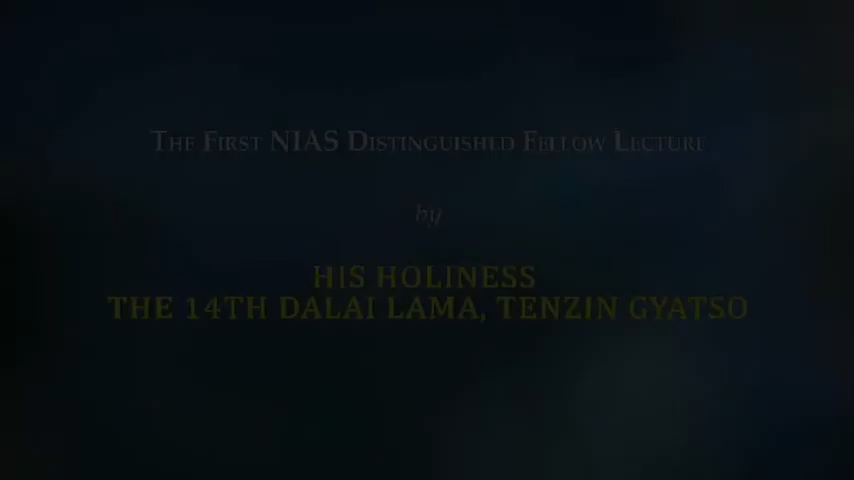 The First NIAS Distinguished Fellow Lecture
by
HIS HOLINESS
THE 14TH DALAI LAMA, TENZIN GYATSO